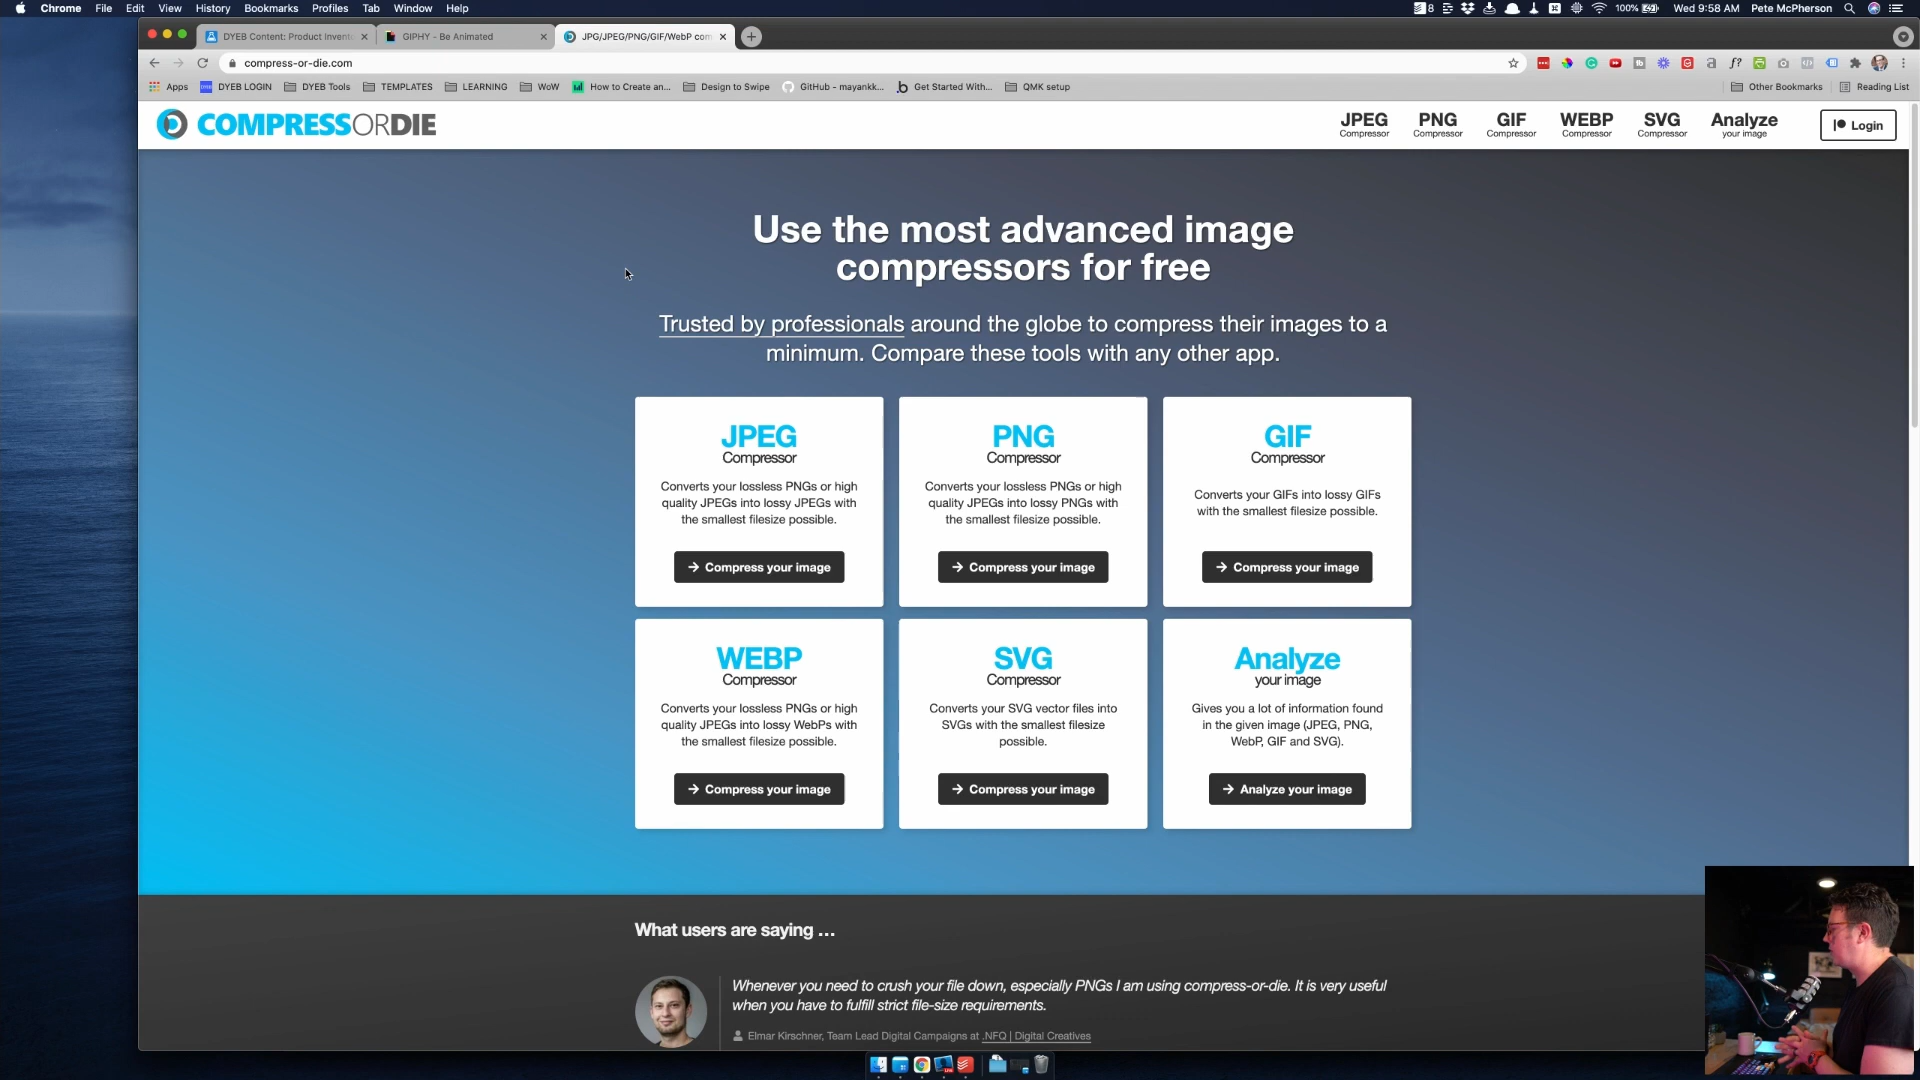 Chrome File Edit View History Bookmarks Profiles Tab Window Help
8 100% Wed 9:58 AM Pete McPherson
DYEB Content: Product Invent
GIPHY - Be Animated
JPG/JPEG/PNG/GIF/WebP com
compress-or-die.com
Apps DYEB LOGIN DYEB Tools TEMPLATES LEARNING WoW How to Create an... Design to Swipe GitHub - mayankk... Get Started With... QMK setup Other Bookmarks Reading List
COMPRESSORDIE
JPEG
Compressor
PNG
Compressor
GIF
Compressor
WEBP
Compressor
SVG
Compressor
Analyze
your image
Login
Use the most advanced image
compressors for free
Trusted by professionals around the globe to compress their images to a
minimum. Compare these tools with any other app.
JPEG
Compressor
Converts your lossless PNGs or high
quality JPEGs into lossy JPEGs with
the smallest filesize possible.
→ Compress your image
PNG
Compressor
Converts your lossless PNGs or high
quality JPEGs into lossy PNGs with
the smallest filesize possible.
→ Compress your image
GIF
Compressor
Converts your GIFs into lossy GIFs
with the smallest filesize possible.
→ Compress your image
WEBP
Compressor
Converts your lossless PNGs or high
quality JPEGs into lossy WebPs with
the smallest filesize possible.
→ Compress your image
SVG
Compressor
Converts your SVG vector files into
SVGs with the smallest filesize
possible.
→ Compress your image
Analyze
your image
Gives you a lot of information found
in the given image (JPEG, PNG,
WebP, GIF and SVG).
→ Analyze your image
What users are saying …
Whenever you need to crush your file down, especially PNGs I am using compress-or-die. It is very useful
when you have to fulfill strict file-size requirements.
Elmar Kirschner, Team Lead Digital Campaigns at .NFQ | Digital Creatives